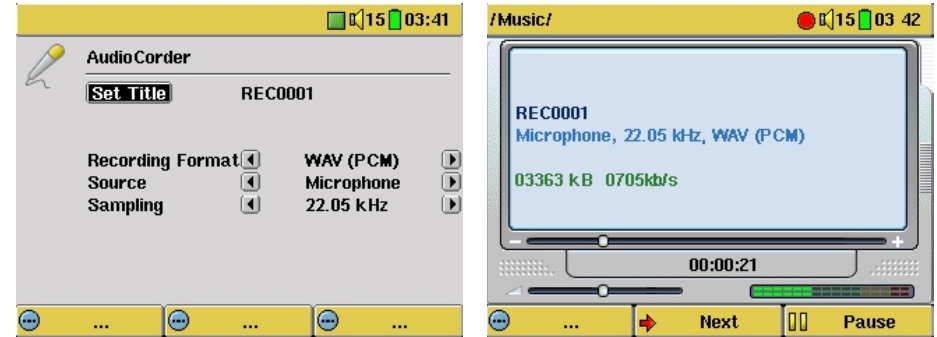 15 03:41
AudioCorder
Set Title REC0001
Recording Format WAV (PCM)
Source Microphone
Sampling 22.05 kHz
... ... ...
/Music/ 15 03 42
REC0001
Microphone, 22.05 kHz, WAV (PCM)
03363 kB 0705kb/s
00:00:21
... Next Pause